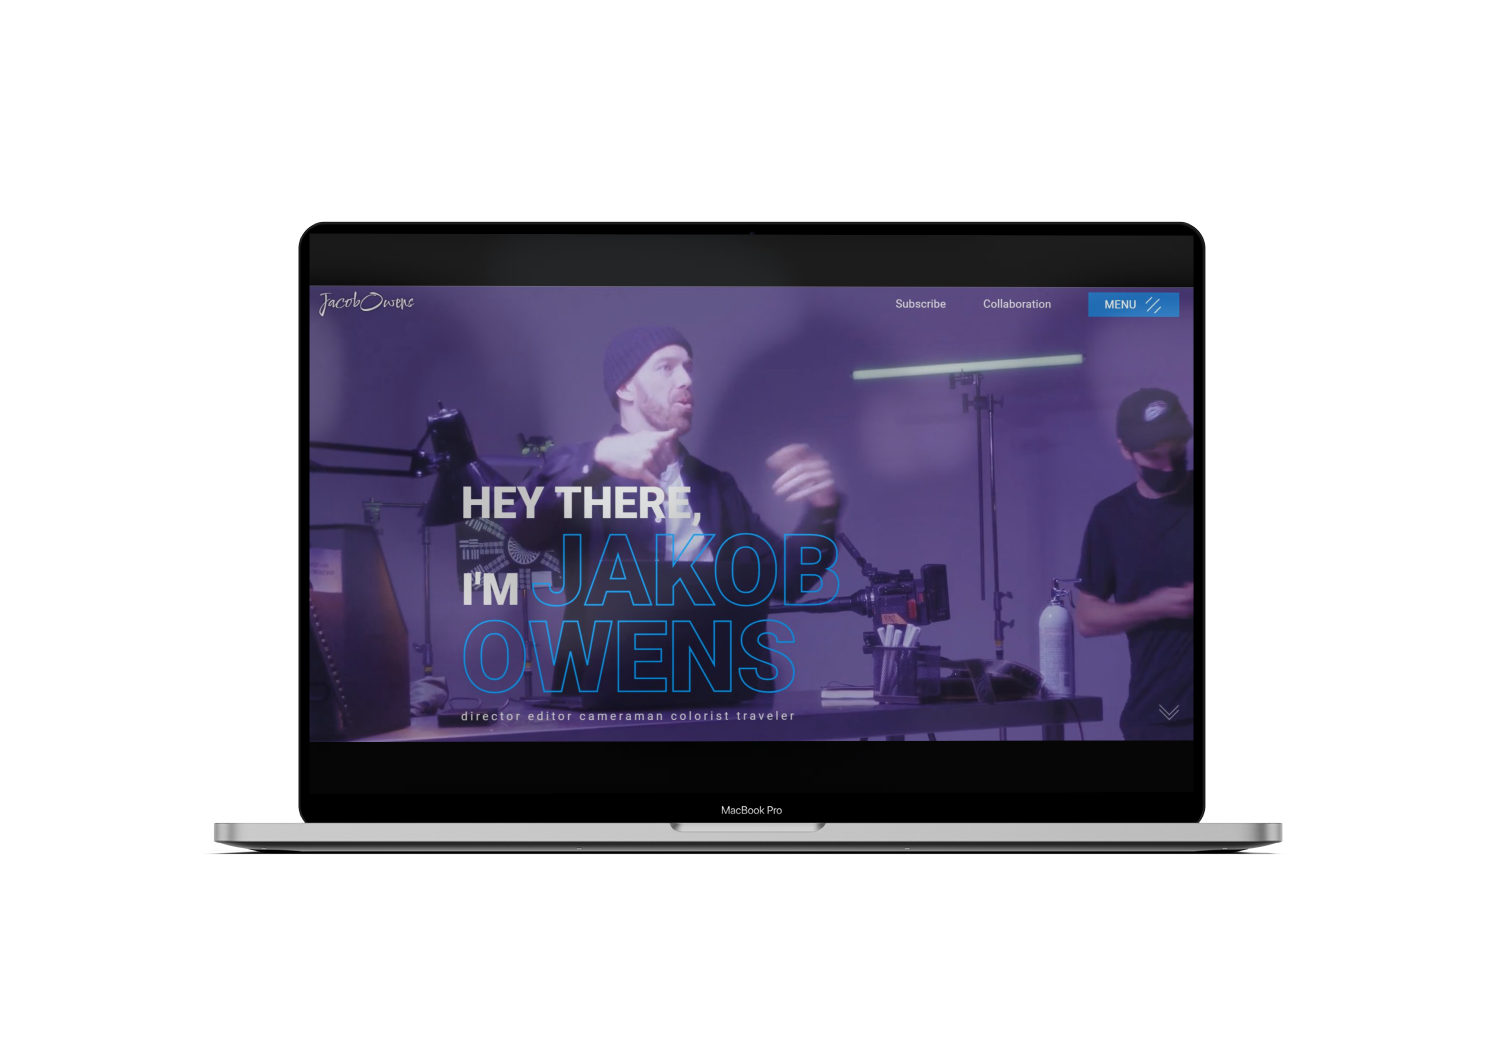 JacobOwens
Subscribe
Collaboration
MENU
HEY THERE,
I'M JAKOB
OWENS
director editor cameraman colorist traveler
MacBook Pro